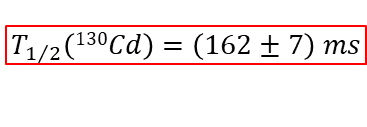 T₁/₂(¹³⁰Cd) = (162 ± 7) ms